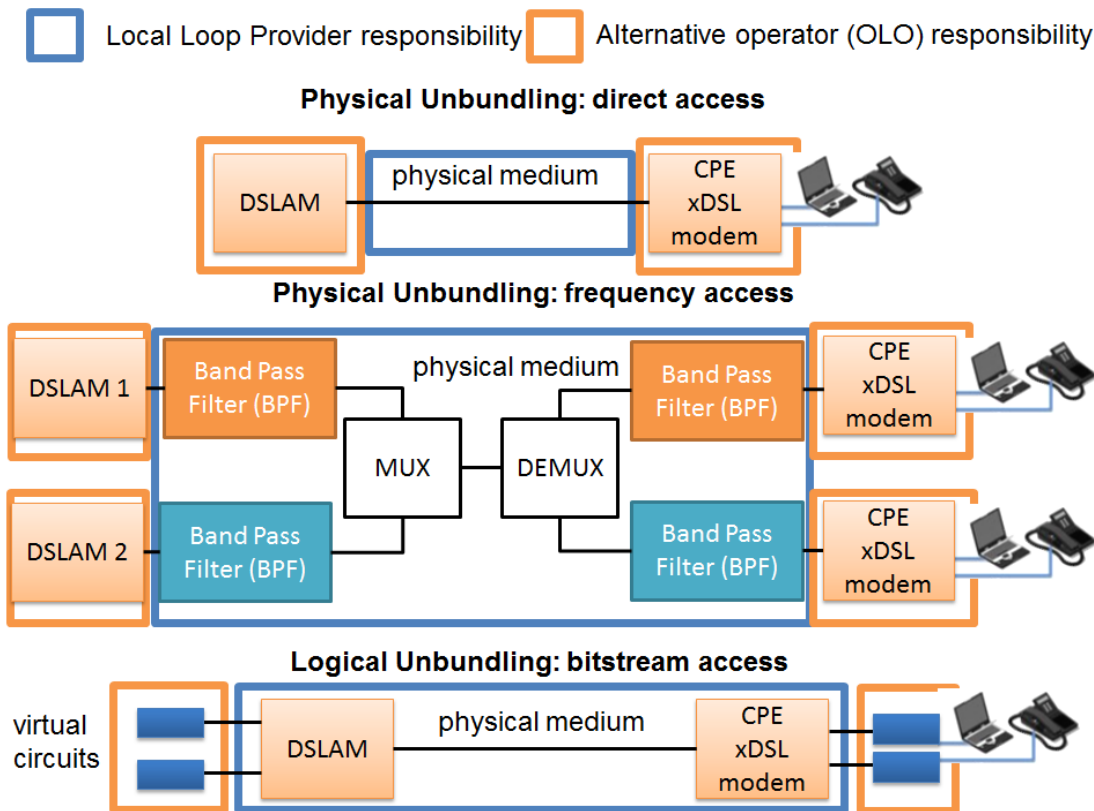 Local Loop Provider responsibility
Alternative operator (OLO) responsibility
Physical Unbundling: direct access
DSLAM
physical medium
CPE
xDSL
modem
Physical Unbundling: frequency access
DSLAM 1
Band Pass
Filter (BPF)
physical medium
Band Pass
Filter (BPF)
CPE
xDSL
modem
MUX
DEMUX
DSLAM 2
Band Pass
Filter (BPF)
Band Pass
Filter (BPF)
CPE
xDSL
modem
Logical Unbundling: bitstream access
virtual
circuits
DSLAM
physical medium
CPE
xDSL
modem